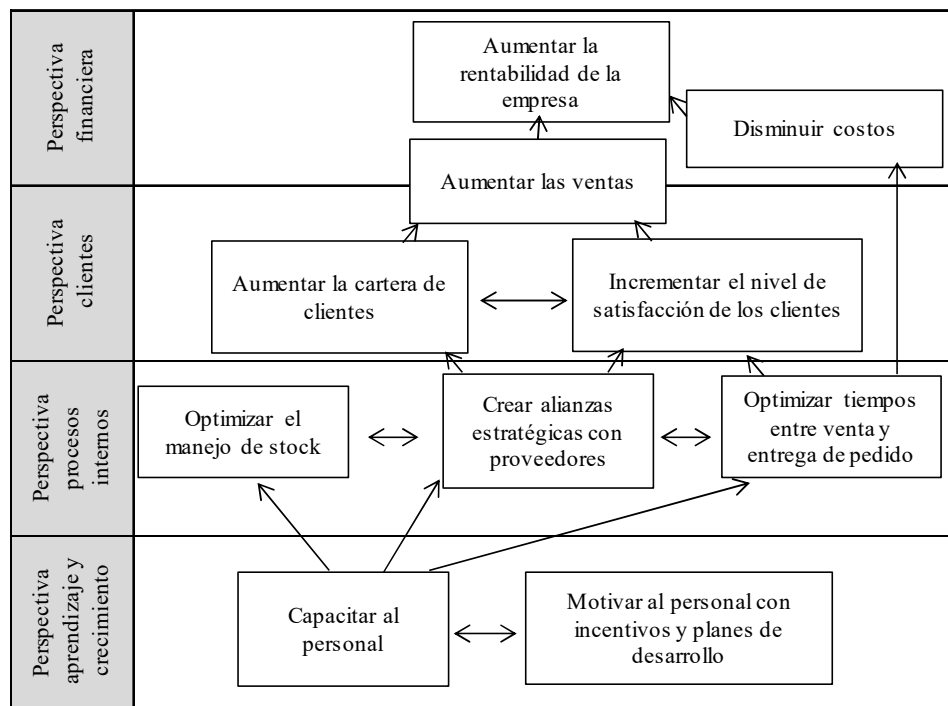 Perspectiva
financiera
Aumentar la
rentabilidad de la
empresa
Disminuir costos
Aumentar las ventas
Perspectiva
clientes
Aumentar la cartera de
clientes
Incrementar el nivel de
satisfacción de los clientes
Perspectiva
procesos
internos
Optimizar el
manejo de stock
Crear alianzas
estratégicas con
proveedores
Optimizar tiempos
entre venta y
entrega de pedido
Perspectiva
aprendizaje y
crecimiento
Capacitar al
personal
Motivar al personal con
incentivos y planes de
desarrollo